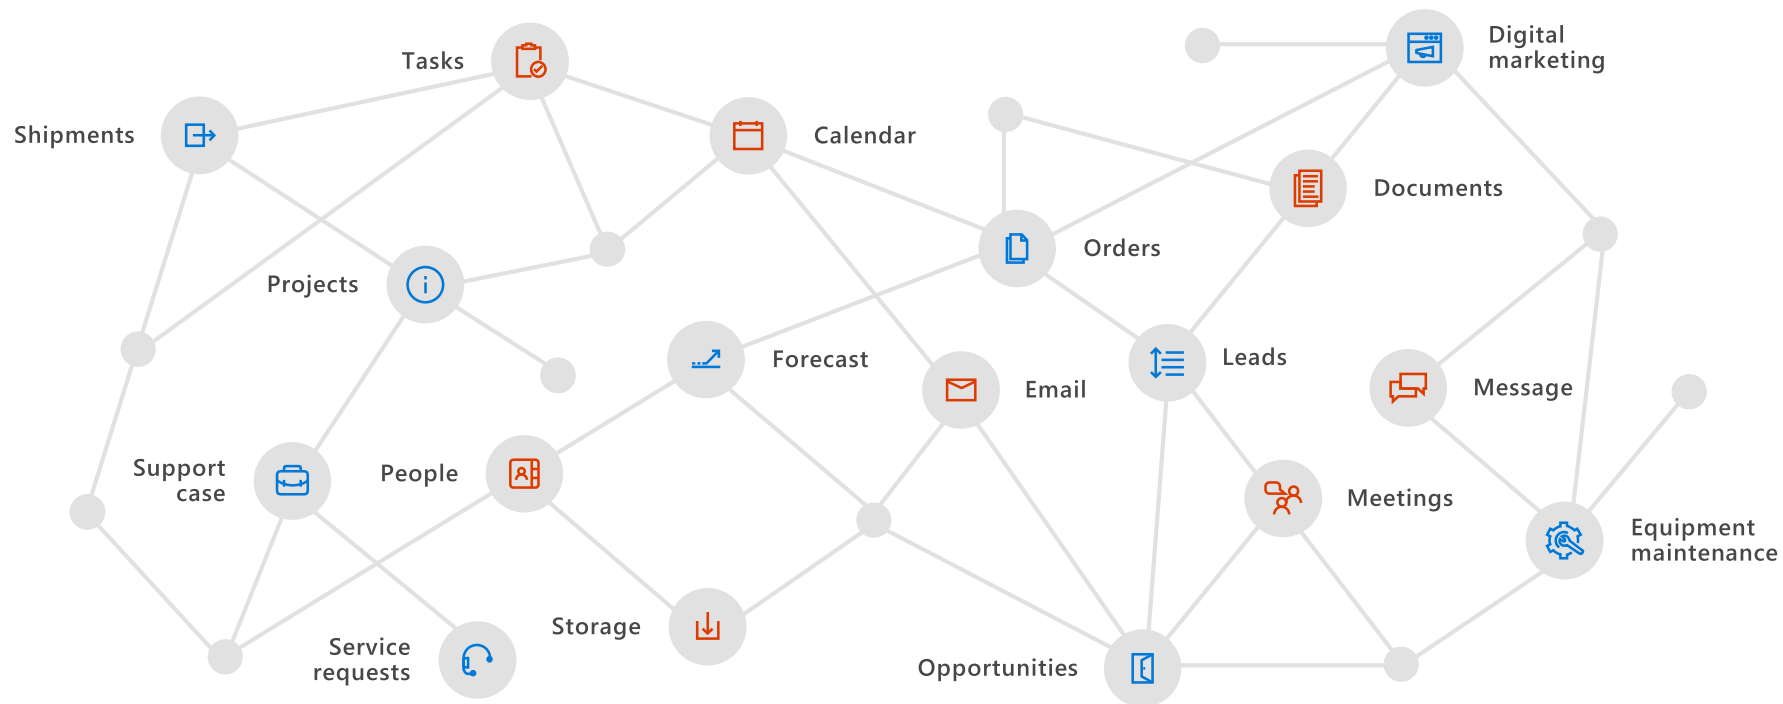 Tasks
Digital
marketing
Shipments
Calendar
Documents
Orders
Projects
Forecast
Leads
Email
Message
Support
case
People
Meetings
Equipment
maintenance
Storage
Service
requests
Opportunities